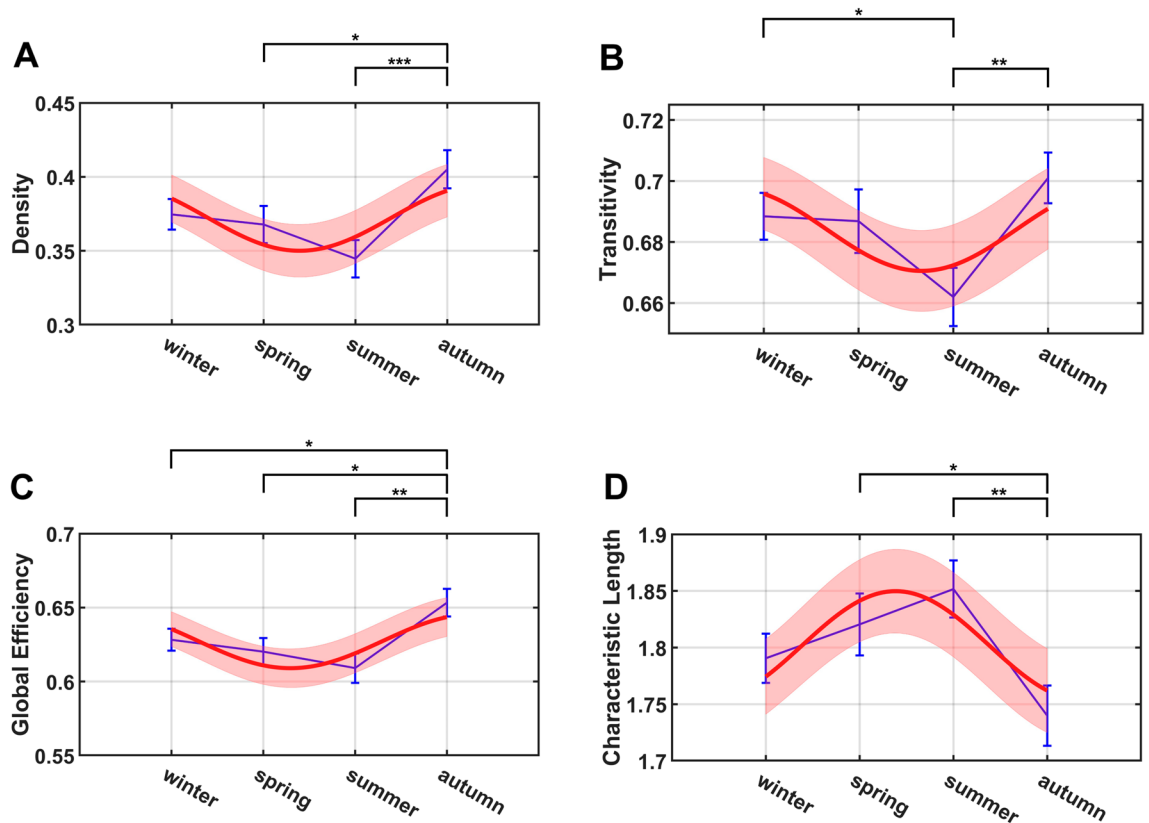 A
*
***
Density
0.45
0.4
0.35
0.3
winter
spring
summer
autumn
B
*
**
Transitivity
0.72
0.7
0.68
0.66
winter
spring
summer
autumn
C
*
*
**
Global Efficiency
0.7
0.65
0.6
0.55
winter
spring
summer
autumn
D
*
**
Characteristic Length
1.9
1.85
1.8
1.75
1.7
winter
spring
summer
autumn